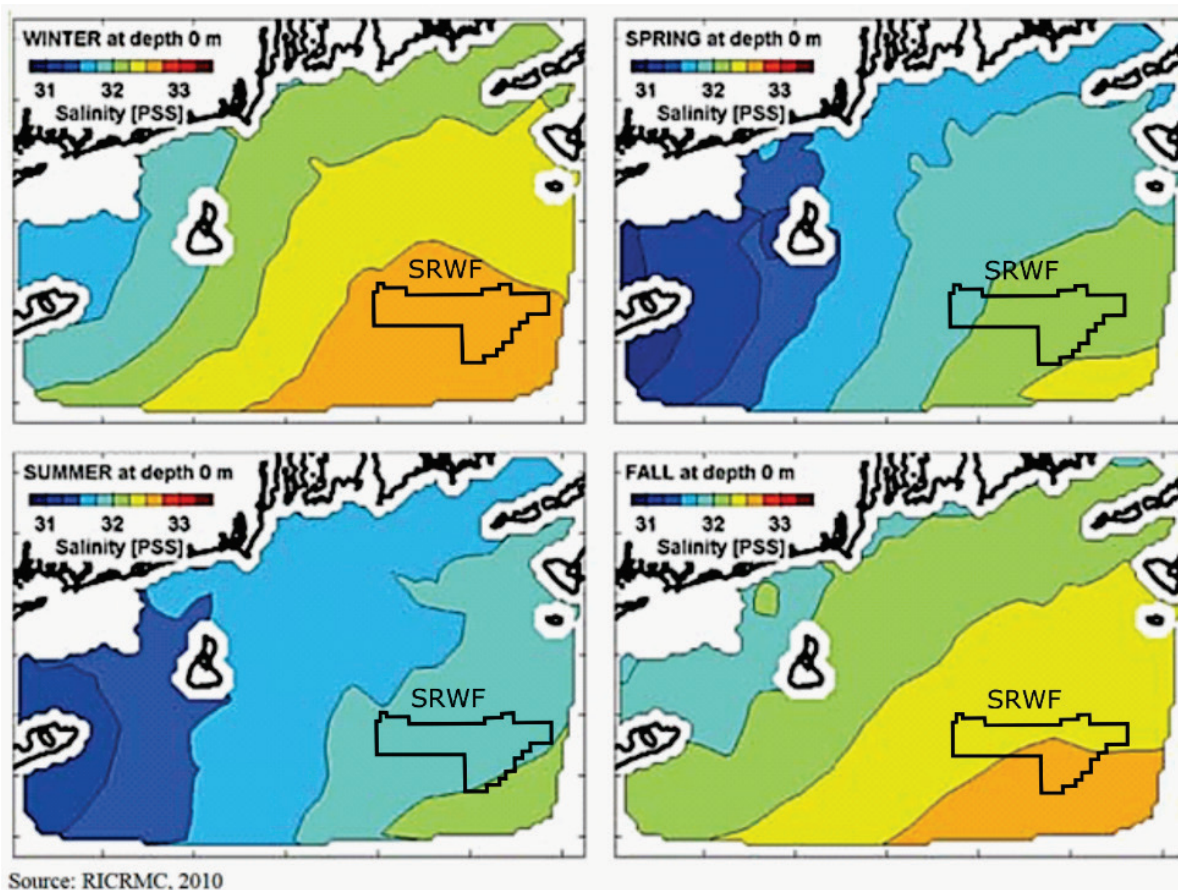 WINTER at depth 0 m
31 32 33
Salinity [PSS]
SRWF
SPRING at depth 0 m
31 32 33
Salinity [PSS]
SRWF
SUMMER at depth 0 m
31 32 33
Salinity [PSS]
SRWF
FALL at depth 0 m
31 32 33
Salinity [PSS]
SRWF
Source: RICRMC, 2010